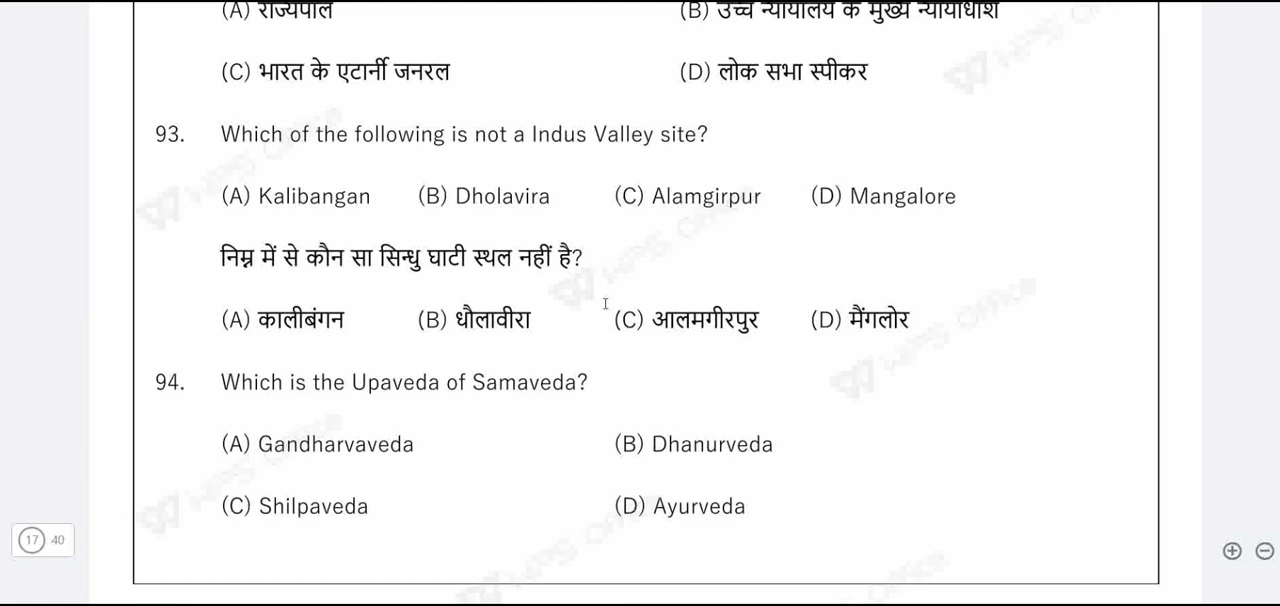 (A) राज्यपाल (B) उच्च न्यायालय के मुख्य न्यायाधीश
(C) भारत के एटार्नी जनरल (D) लोक सभा स्पीकर
93. Which of the following is not a Indus Valley site?
(A) Kalibangan (B) Dholavira (C) Alamgirpur (D) Mangalore
निम्न में से कौन सा सिन्धु घाटी स्थल नहीं है?
(A) कालीबंगन (B) धौलावीरा (C) आलमगीरपुर (D) मैंगलोर
94. Which is the Upaveda of Samaveda?
(A) Gandharvaveda (B) Dhanurveda
(C) Shilpaveda (D) Ayurveda
17 40